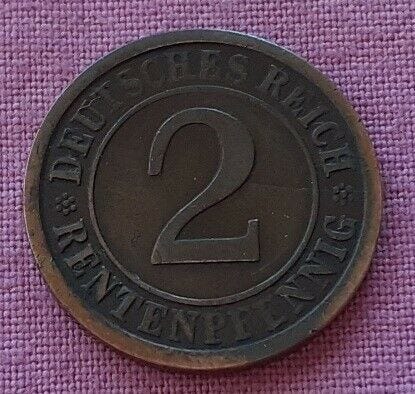 DEUTSCHES REICH
2
RENTENPFENNIG